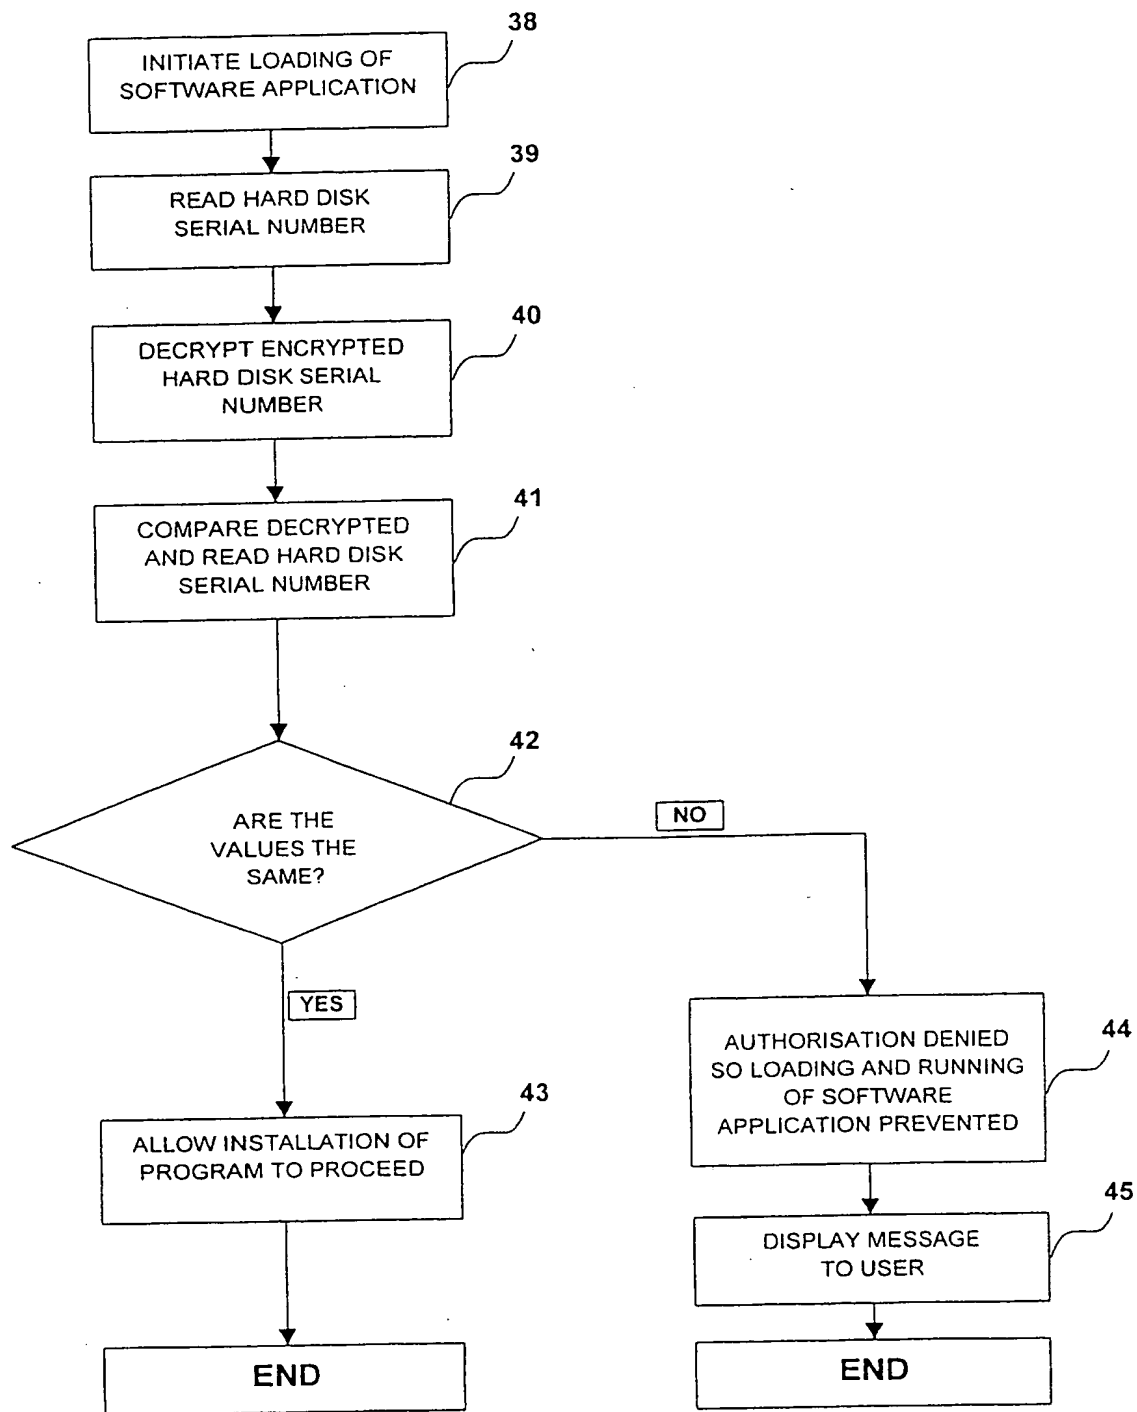 38
INITIATE LOADING OF
SOFTWARE APPLICATION
39
READ HARD DISK
SERIAL NUMBER
40
DECRYPT ENCRYPTED
HARD DISK SERIAL
NUMBER
41
COMPARE DECRYPTED
AND READ HARD DISK
SERIAL NUMBER
42
ARE THE
VALUES THE
SAME?
NO
YES
43
ALLOW INSTALLATION OF
PROGRAM TO PROCEED
END
44
AUTHORISATION DENIED
SO LOADING AND RUNNING
OF SOFTWARE
APPLICATION PREVENTED
45
DISPLAY MESSAGE
TO USER
END